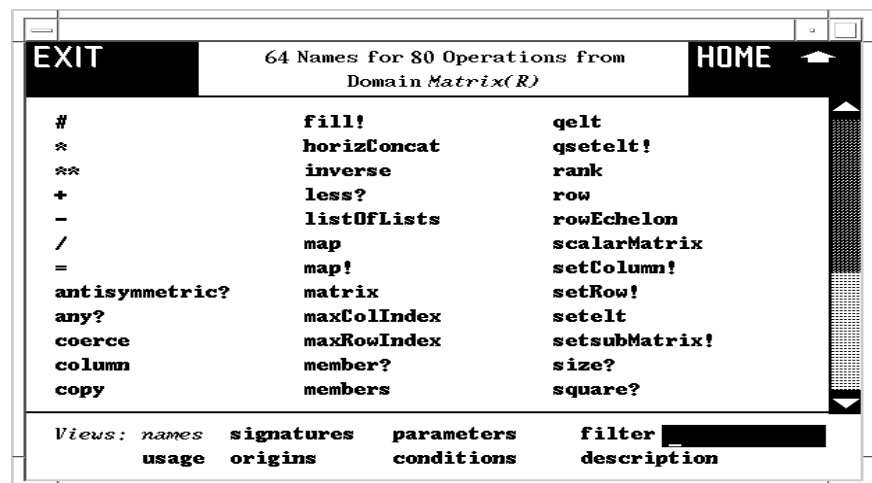 EXIT 64 Names for 80 Operations from HOME
Domain Matrix(R)
# fill! qelt
* horizConcat qsetelt!
** inverse rank
+ less? row
- listOfLists rowEchelon
/ map scalarMatrix
= map! setColumn!
antisymmetric? matrix setRow!
any? maxColIndex setelt
coerce maxRowIndex setsubMatrix!
column member? size?
copy members square?
Views: names signatures parameters filter _
usage origins conditions description